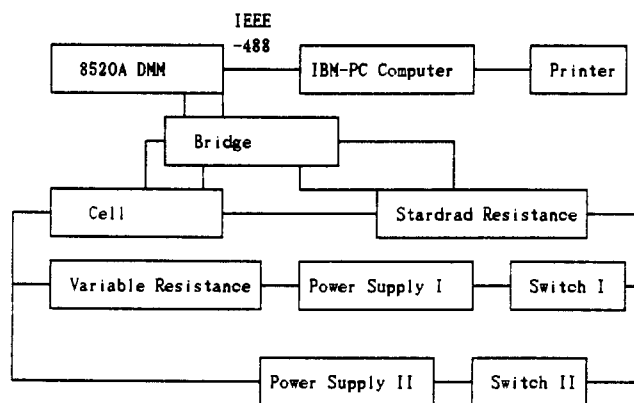 IEEE
-488
8520A DMM
IBM-PC Computer
Printer
Bridge
Cell
Stardrad Resistance
Variable Resistance
Power Supply I
Switch I
Power Supply II
Switch II